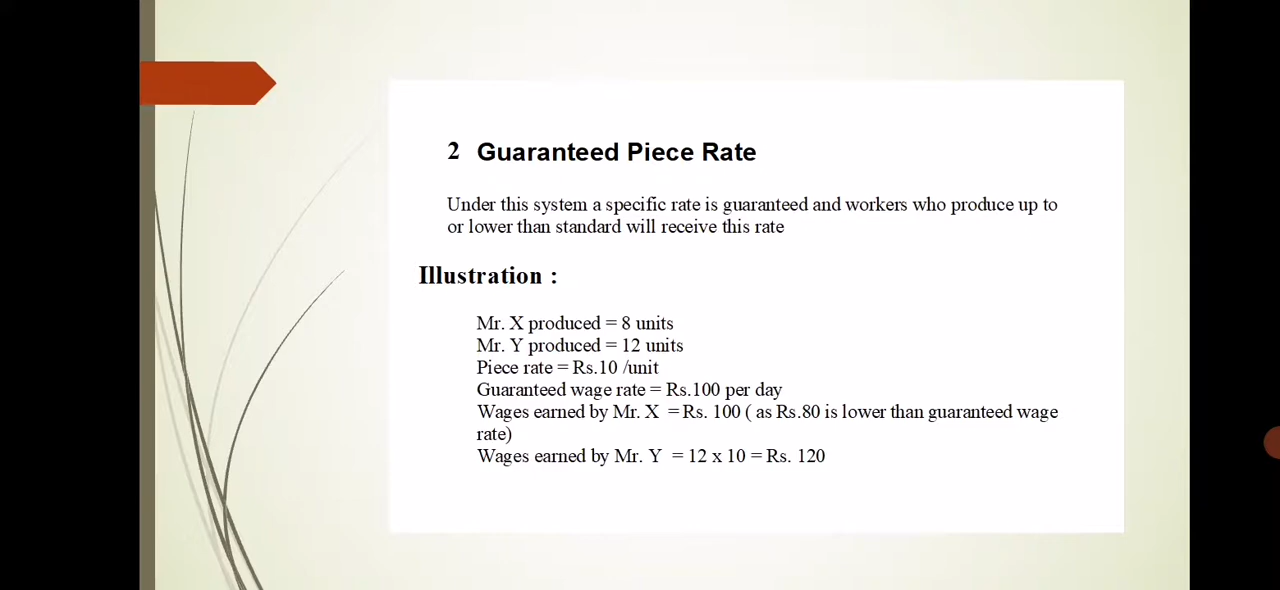 2 Guaranteed Piece Rate
Under this system a specific rate is guaranteed and workers who produce up to
or lower than standard will receive this rate
Illustration :
Mr. X produced = 8 units
Mr. Y produced = 12 units
Piece rate = Rs.10 /unit
Guaranteed wage rate = Rs.100 per day
Wages earned by Mr. X = Rs. 100 ( as Rs.80 is lower than guaranteed wage
rate)
Wages earned by Mr. Y = 12 x 10 = Rs. 120